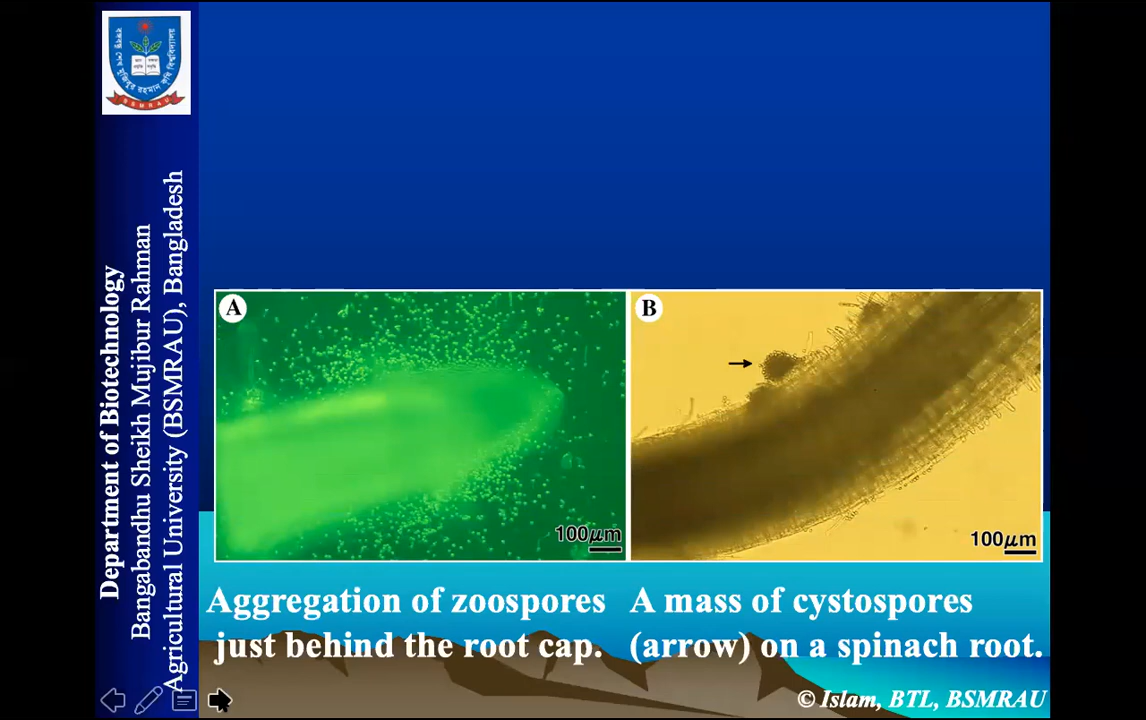 B S M R A U
Department of Biotechnology
Bangabandhu Sheikh Mujibur Rahman
Agricultural University (BSMRAU), Bangladesh
A
B
100μm
100μm
Aggregation of zoospores
just behind the root cap.
A mass of cystospores
(arrow) on a spinach root.
© Islam, BTL, BSMRAU